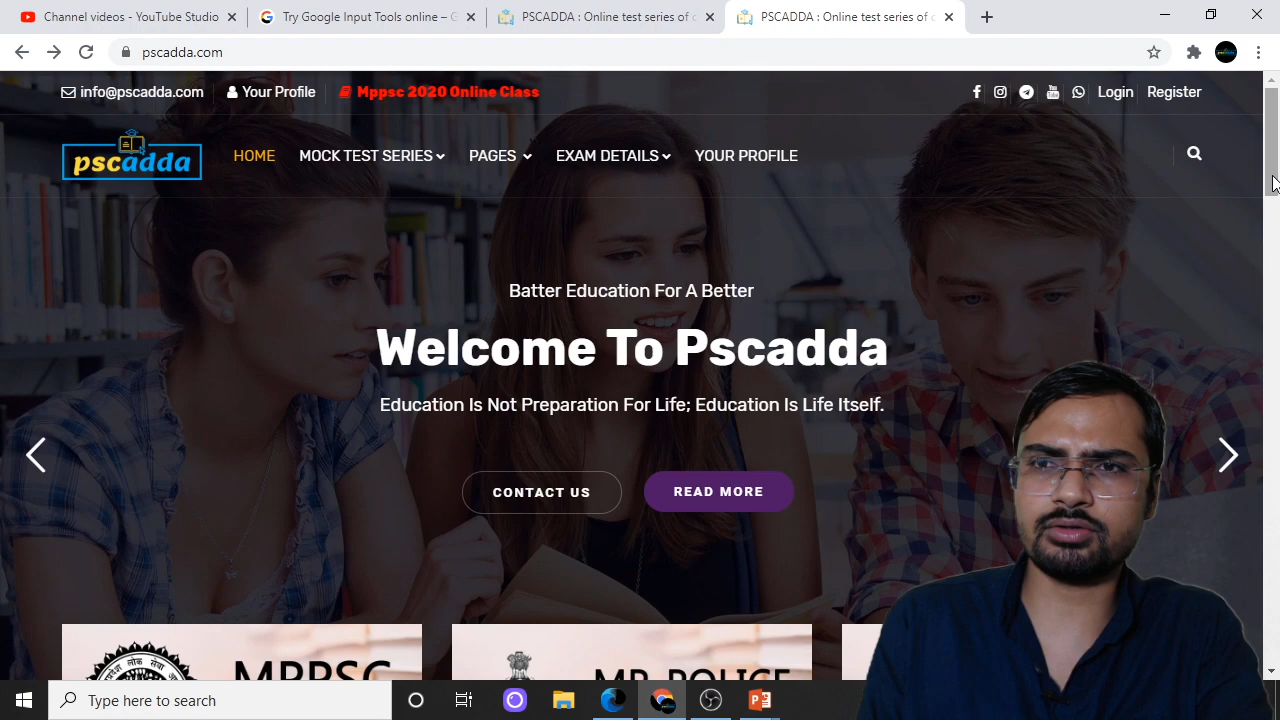 Channel videos - YouTube Studio
Try Google Input Tools online – G
PSCADDA : Online test series of c
PSCADDA : Online test series of c
pscadda.com
info@pscadda.com Your Profile Mppsc 2020 Online Class Login Register
pscadda HOME MOCK TEST SERIES PAGES EXAM DETAILS YOUR PROFILE
Batter Education For A Better
Welcome To Pscadda
Education Is Not Preparation For Life; Education Is Life Itself.
CONTACT US READ MORE
लोक सेवा
MPPSC
MP POLICE
Type here to search